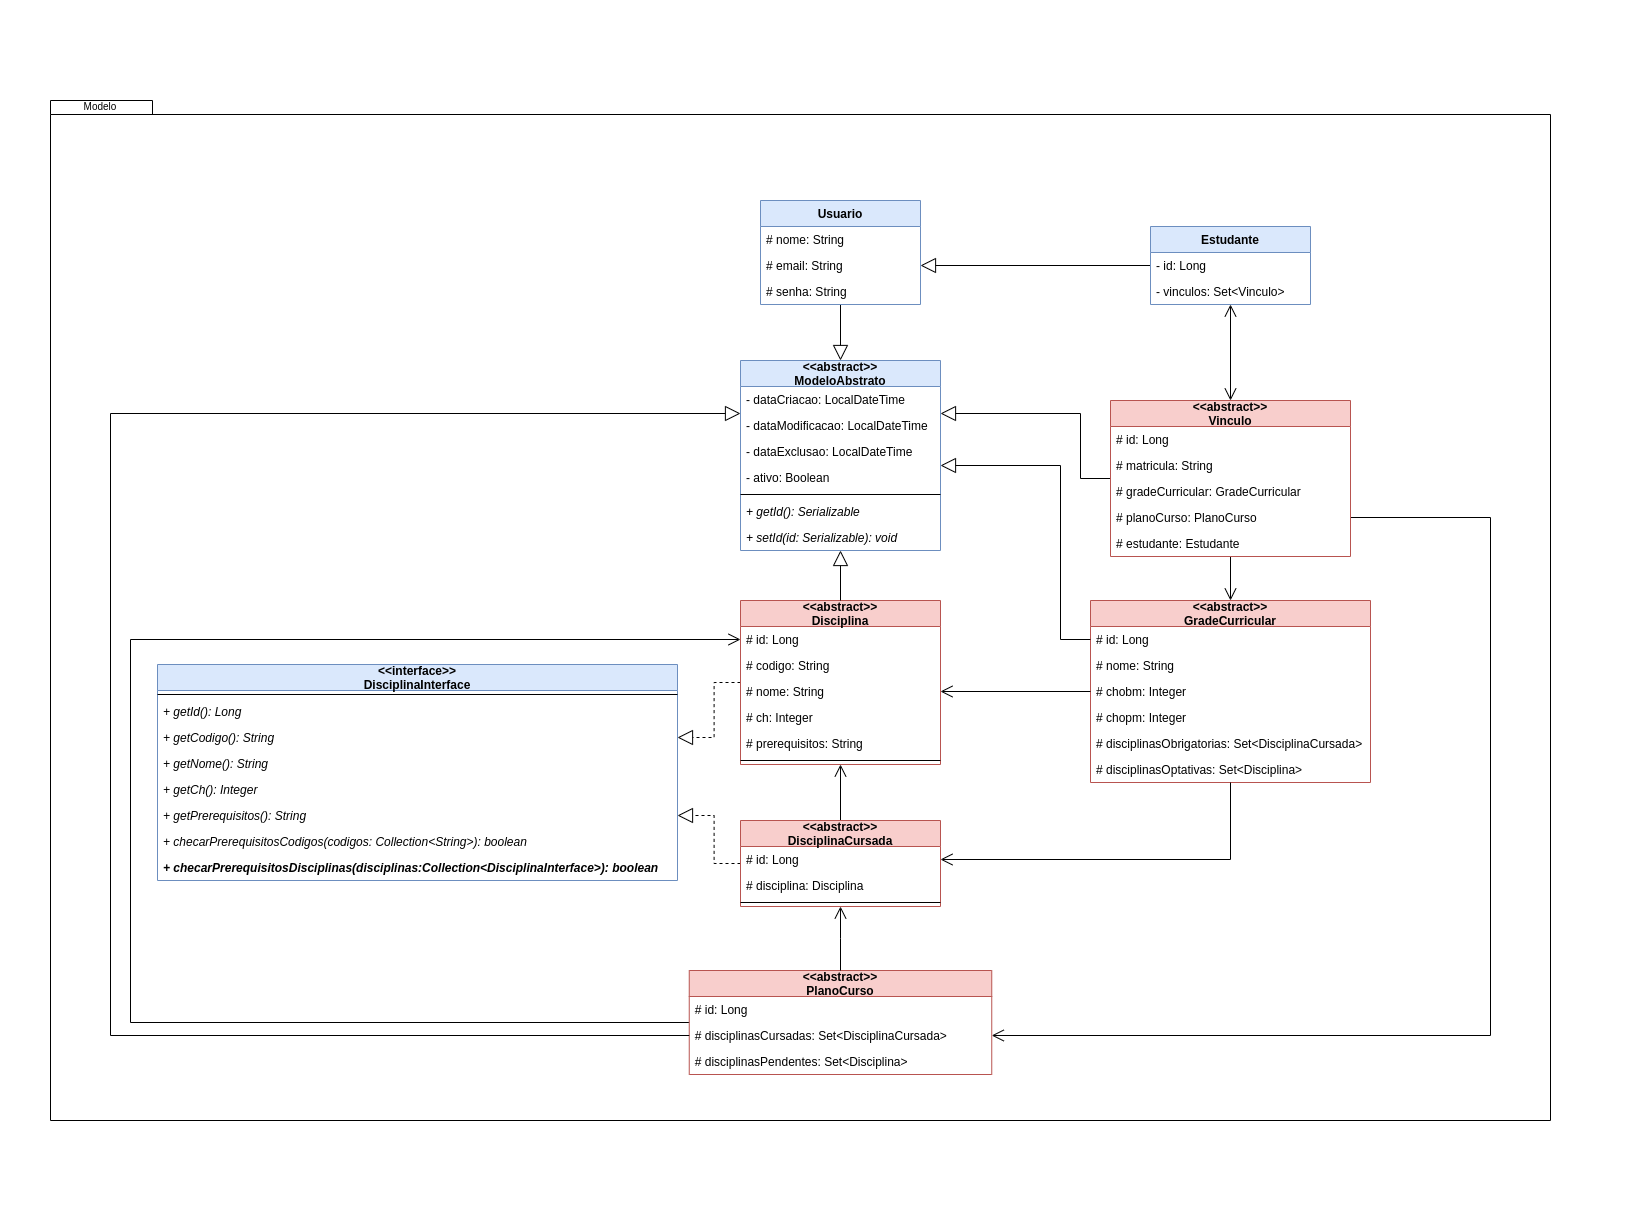 Modelo
Usuario
# nome: String
# email: String
# senha: String
Estudante
- id: Long
- vinculos: Set<Vinculo>
<<abstract>>
ModeloAbstrato
- dataCriacao: LocalDateTime
- dataModificacao: LocalDateTime
- dataExclusao: LocalDateTime
- ativo: Boolean
+ getId(): Serializable
+ setId(id: Serializable): void
<<abstract>>
Vinculo
# id: Long
# matricula: String
# gradeCurricular: GradeCurricular
# planoCurso: PlanoCurso
# estudante: Estudante
<<abstract>>
Disciplina
# id: Long
# codigo: String
# nome: String
# ch: Integer
# prerequisitos: String
<<abstract>>
GradeCurricular
# id: Long
# nome: String
# chobm: Integer
# chopm: Integer
# disciplinasObrigatorias: Set<DisciplinaCursada>
# disciplinasOptativas: Set<Disciplina>
<<interface>>
DisciplinaInterface
+ getId(): Long
+ getCodigo(): String
+ getNome(): String
+ getCh(): Integer
+ getPrerequisitos(): String
+ checarPrerequisitosCodigos(codigos: Collection<String>): boolean
+ checarPrerequisitosDisciplinas(disciplinas:Collection<DisciplinaInterface>): boolean
<<abstract>>
DisciplinaCursada
# id: Long
# disciplina: Disciplina
<<abstract>>
PlanoCurso
# id: Long
# disciplinasCursadas: Set<DisciplinaCursada>
# disciplinasPendentes: Set<Disciplina>